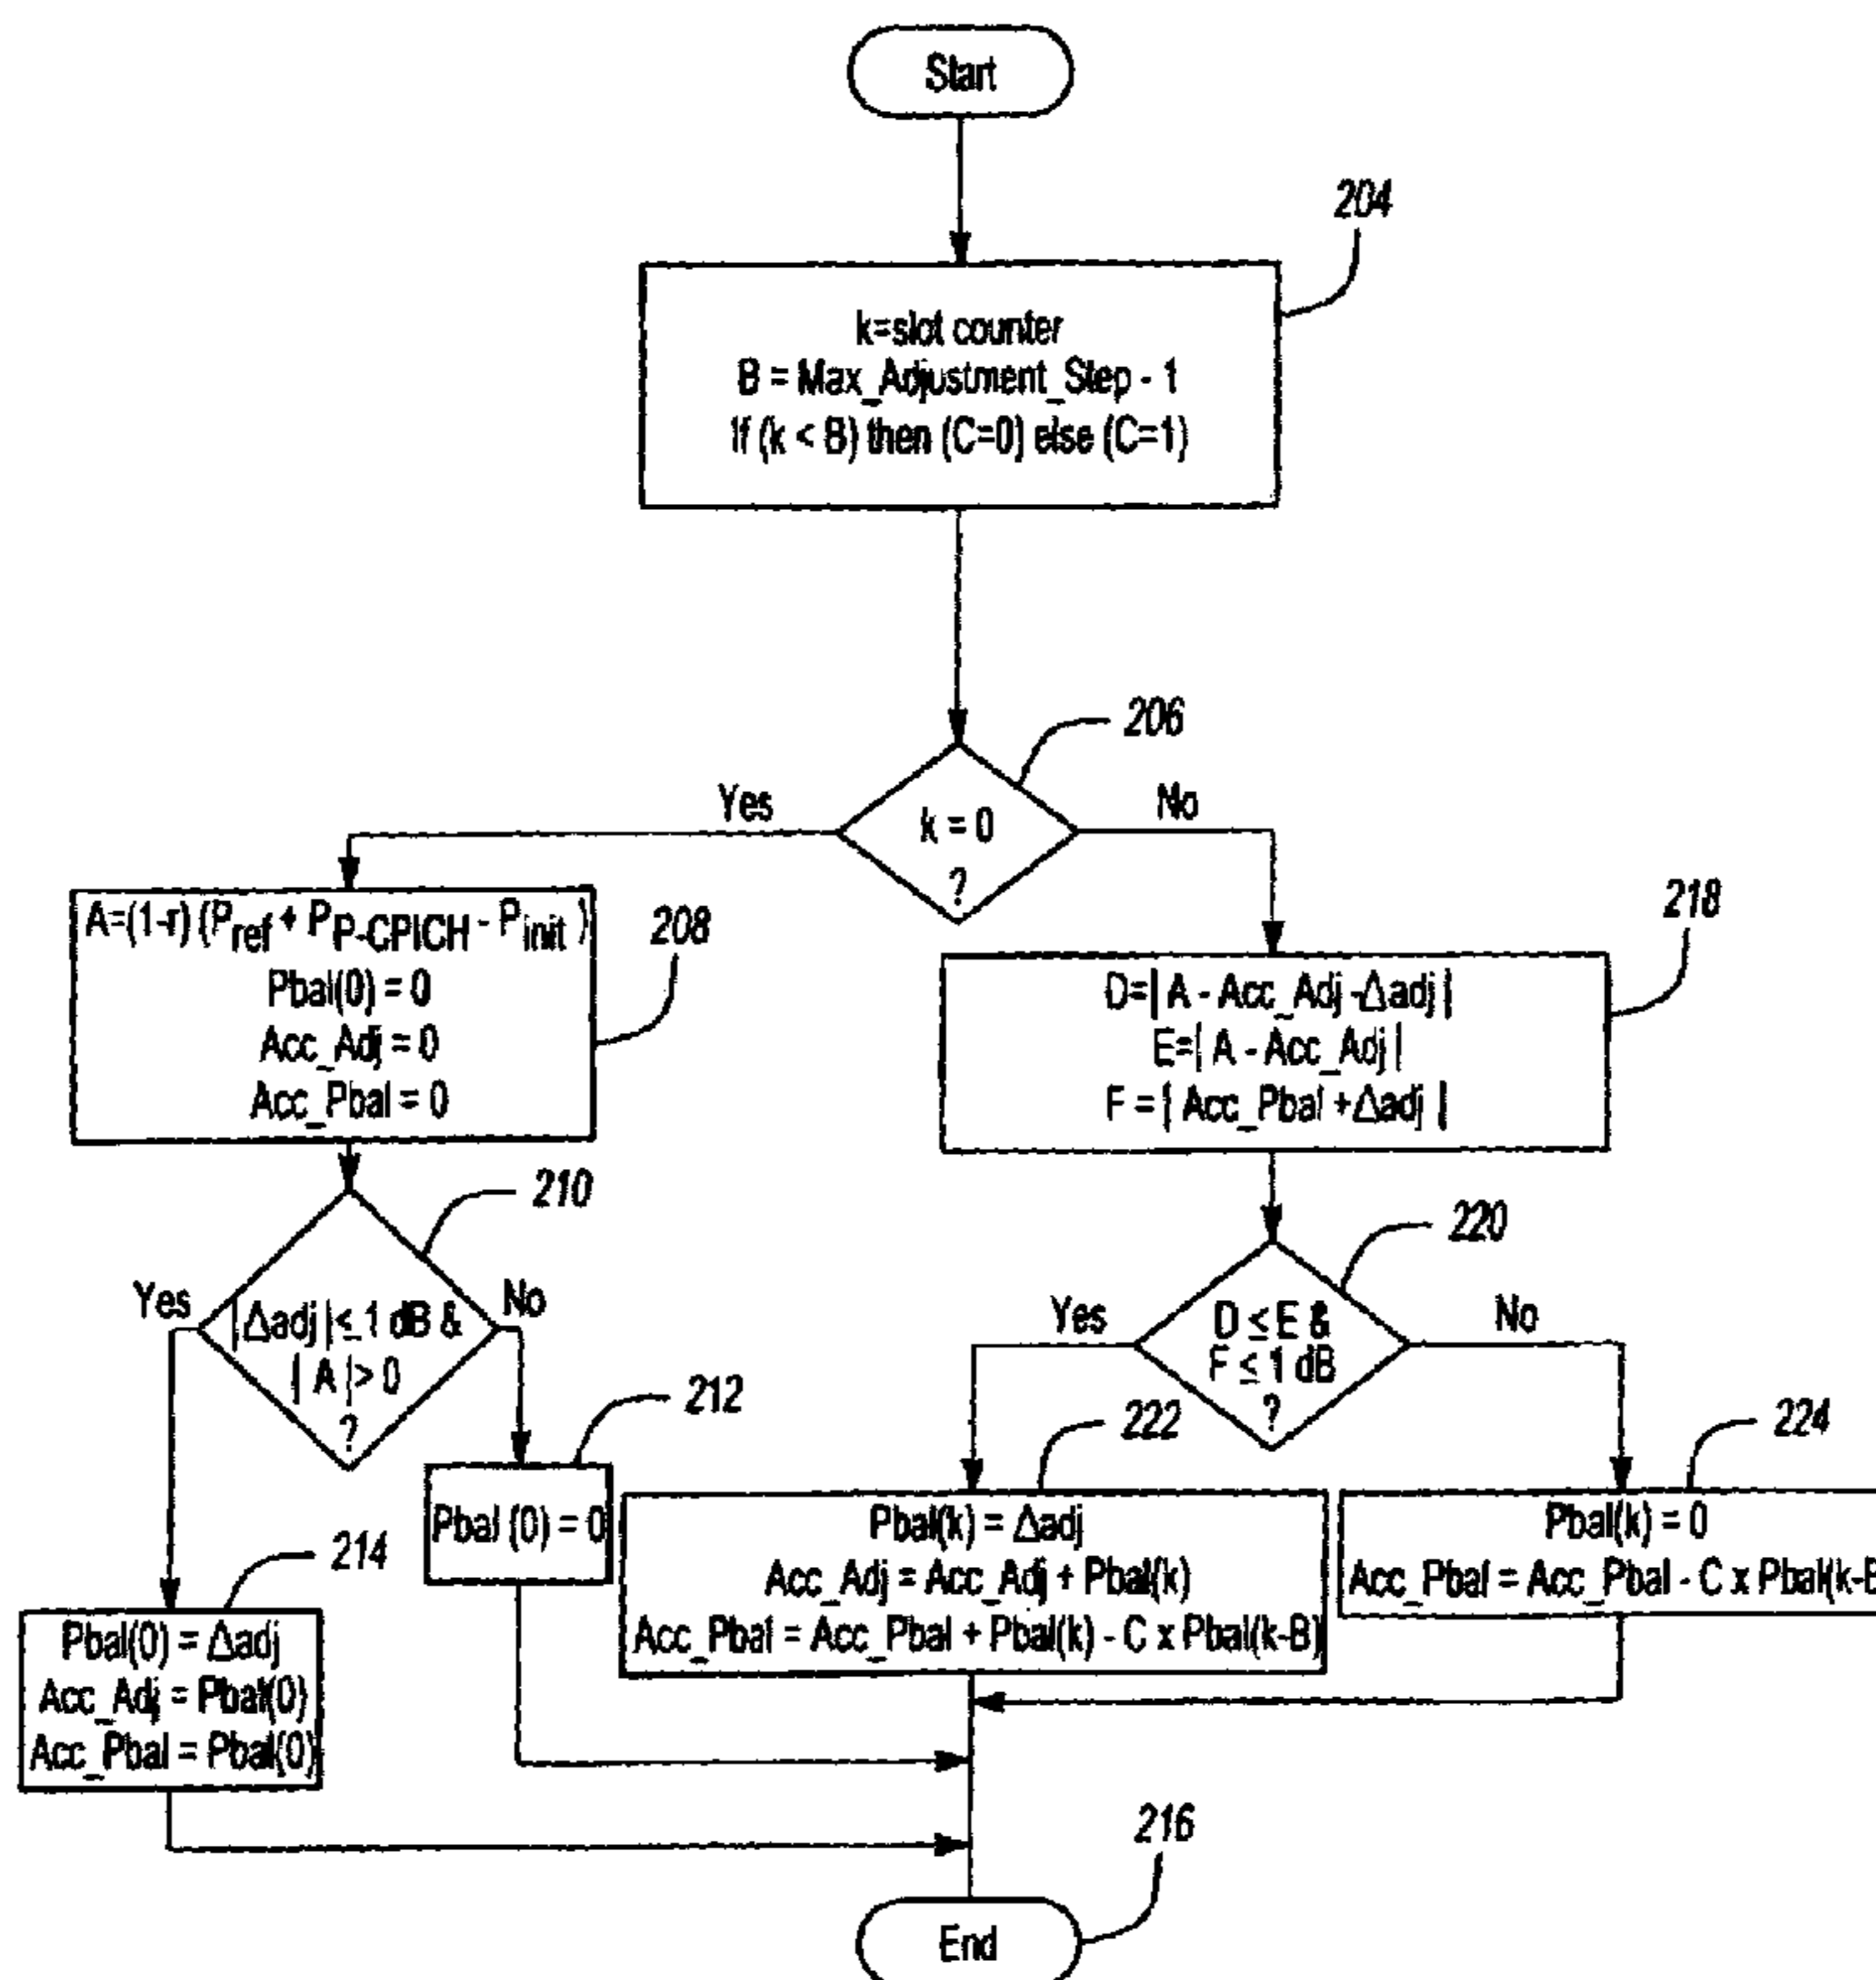 Start
204
k=slot counter
B = Max_Adjustment_Step - 1
If (k < B) then (C=0) else (C=1)
206
Yes
No
k = 0
?
A=(1-r) (Pref + PP-CPICH - Pinit )
Pbal(0) = 0
Acc_Adj = 0
Acc_Pbal = 0
208
218
D=| A - Acc_Adj -Δadj |
E=| A - Acc_Adj |
F = | Acc_Pbal +Δadj |
210
Yes
No
|Δadj |≤ 1 dB &
| A |> 0
?
220
Yes
No
D ≤ E &
F ≤ 1 dB
?
212
Pbal (0) = 0
222
Pbal(k) = Δadj
Acc_Adj = Acc_Adj + Pbal(k)
Acc_Pbal = Acc_Pbal + Pbal(k) - C x Pbal(k-B)
224
Pbal(k) = 0
Acc_Pbal = Acc_Pbal - C x Pbal(k-B
214
Pbal(0) = Δadj
Acc_Adj = Pbal(0)
Acc_Pbal = Pbal(0)
216
End